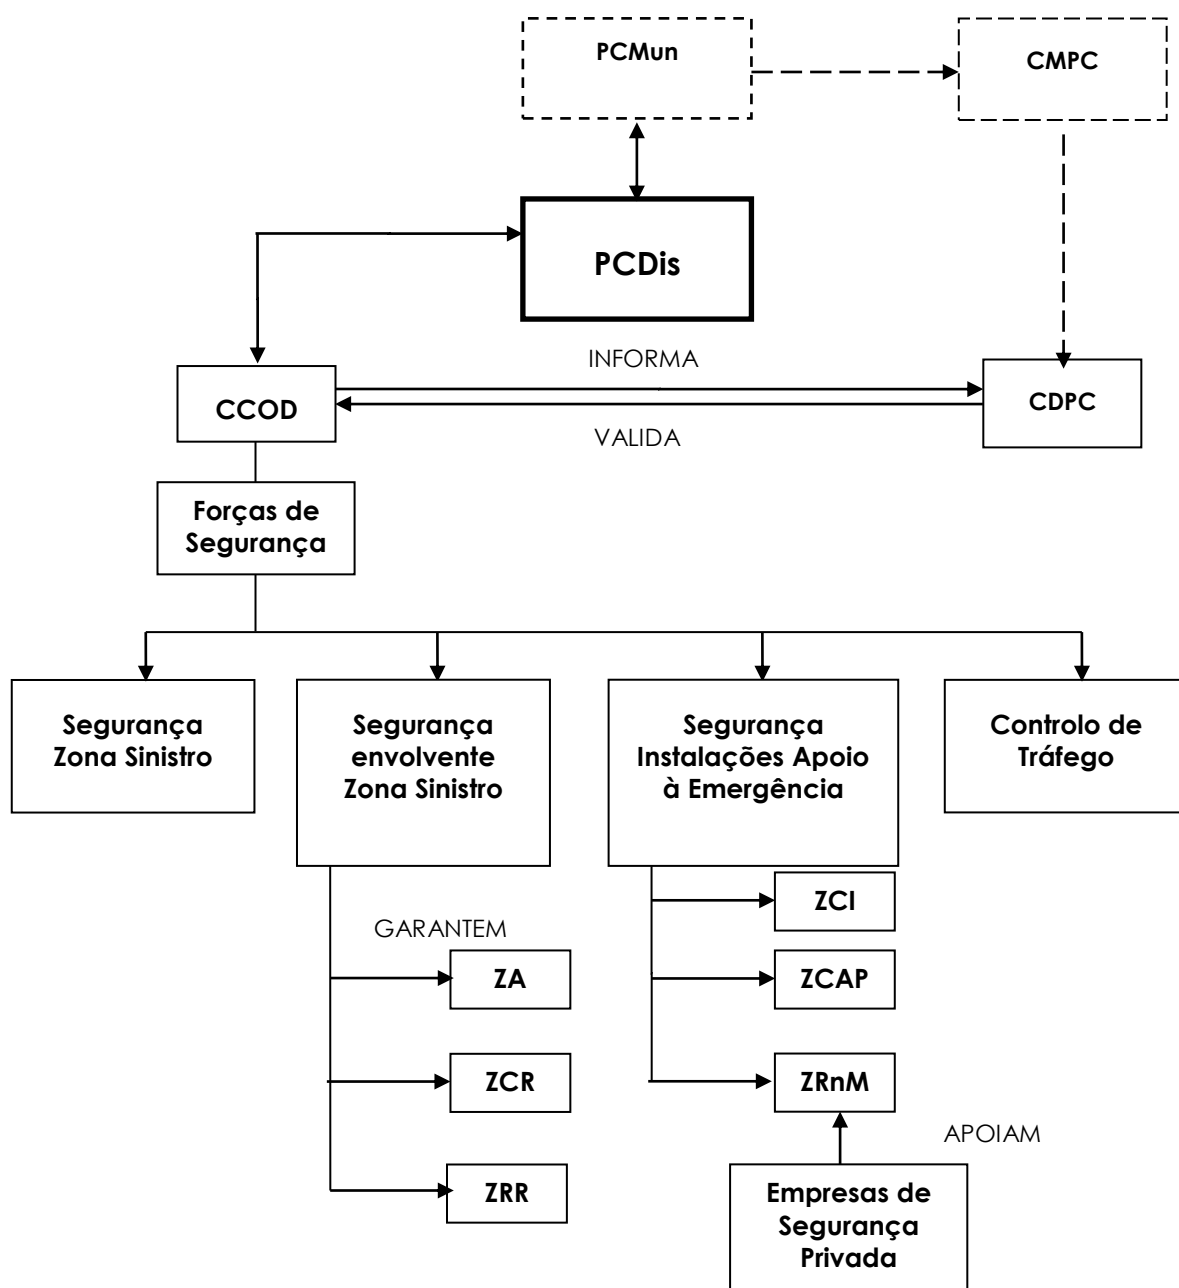 PCMun
CMPC
PCDis
INFORMA
CCOD
CDPC
VALIDA
Forças de
Segurança
Segurança
Zona Sinistro
Segurança
envolvente
Zona Sinistro
Segurança
Instalações Apoio
à Emergência
Controlo de
Tráfego
GARANTEM
ZA
ZCR
ZRR
ZCI
ZCAP
ZRnM
APOIAM
Empresas de
Segurança
Privada